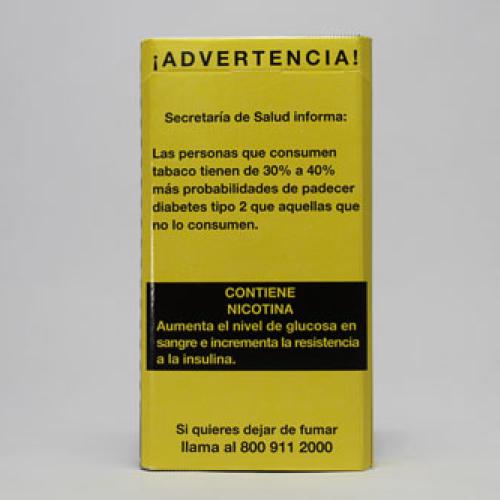 ¡ADVERTENCIA!
Secretaría de Salud informa:
Las personas que consumen
tabaco tienen de 30% a 40%
más probabilidades de padecer
diabetes tipo 2 que aquellas que
no lo consumen.
CONTIENE
NICOTINA
Aumenta el nivel de glucosa en
sangre e incrementa la resistencia
a la insulina.
Si quieres dejar de fumar
llama al 800 911 2000